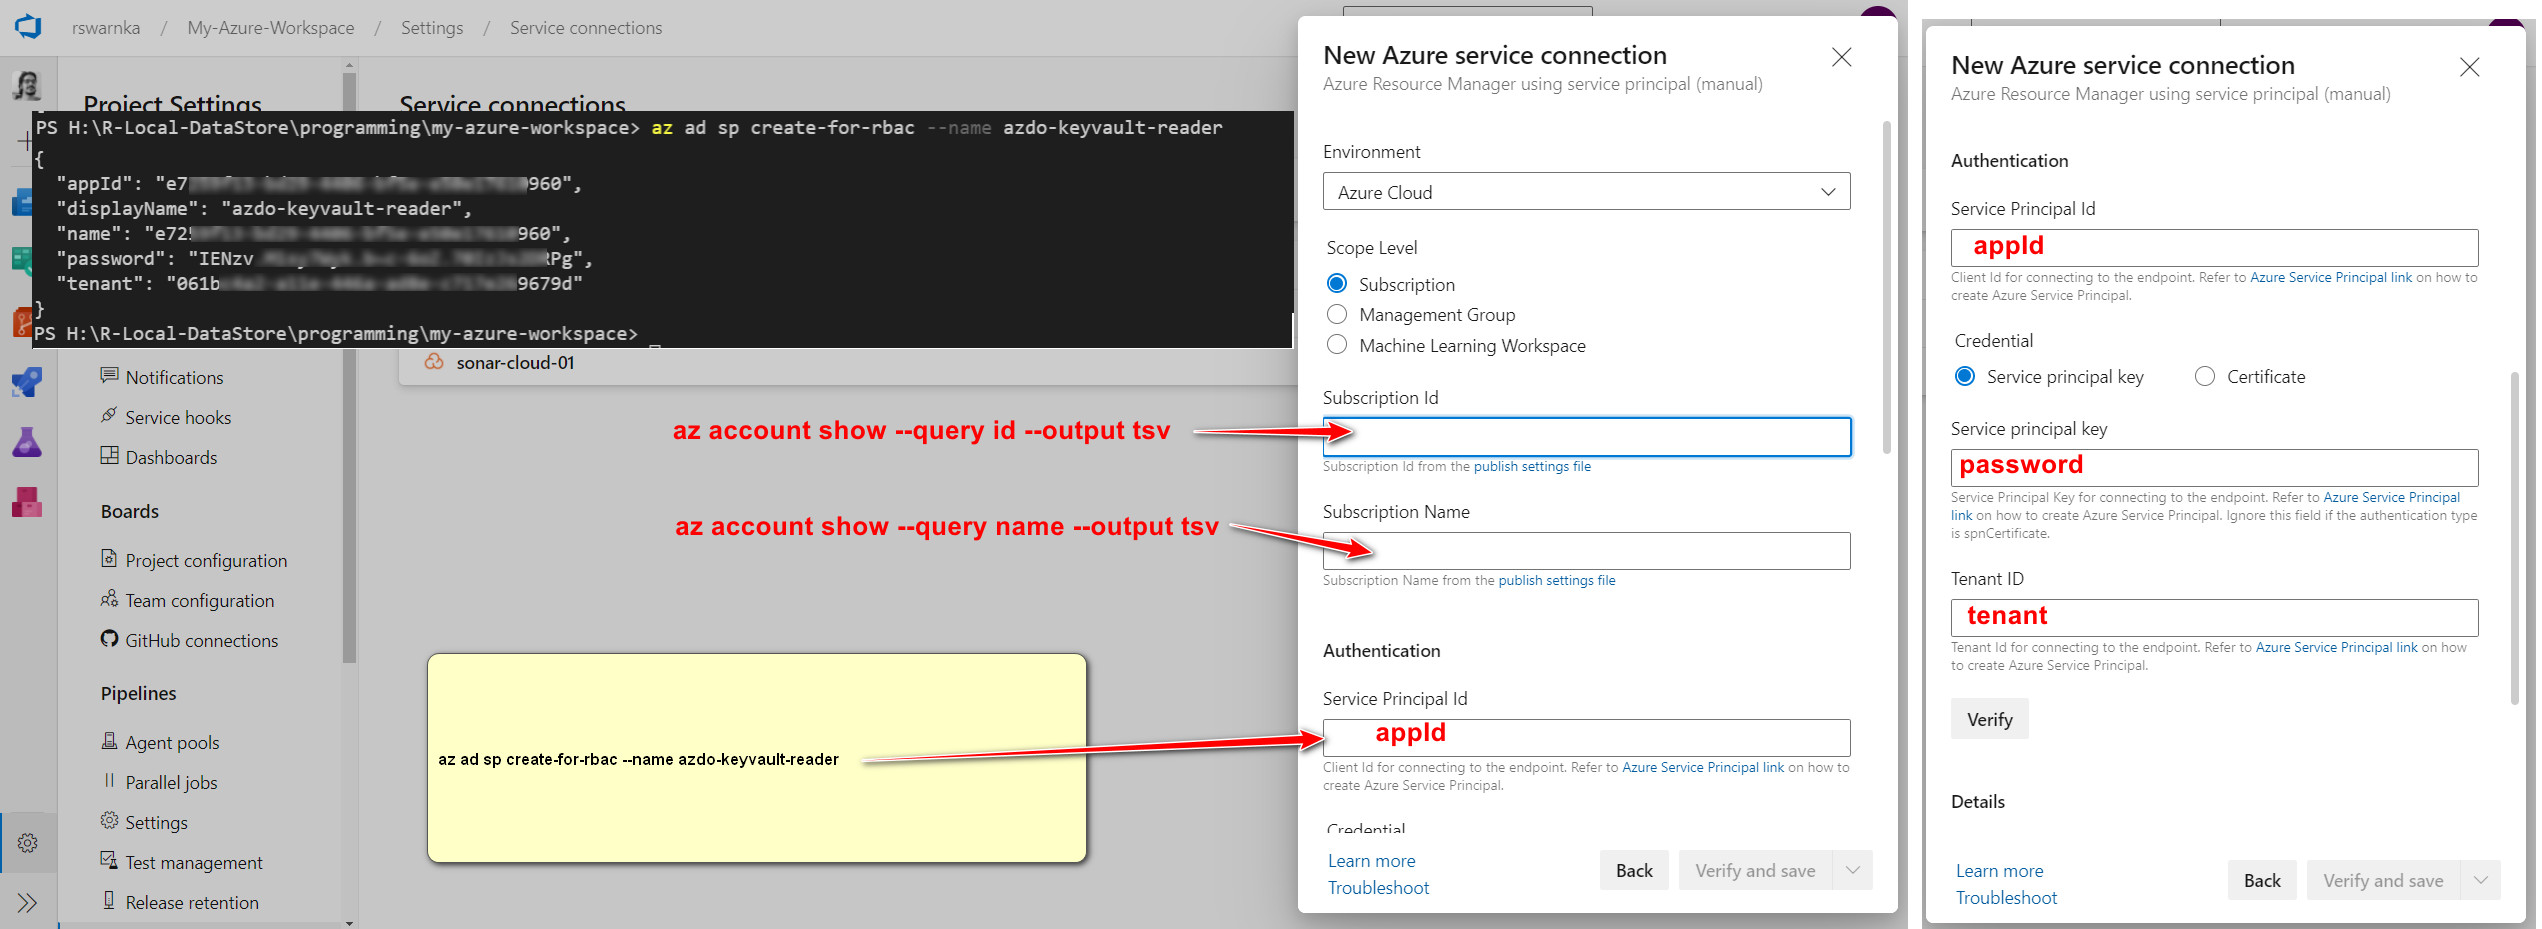 rswarnka / My-Azure-Workspace / Settings / Service connections
Project Settings
Service connections
PS H:\R-Local-DataStore\programming\my-azure-workspace> az ad sp create-for-rbac --name azdo-keyvault-reader
{
"appId": "e7 960",
"displayName": "azdo-keyvault-reader",
"name": "e725 960",
"password": "IENzv RPg",
"tenant": "061b 9679d"
}
PS H:\R-Local-DataStore\programming\my-azure-workspace>
sonar-cloud-01
Notifications
Service hooks
Dashboards
Boards
Project configuration
Team configuration
GitHub connections
Pipelines
Agent pools
Parallel jobs
Settings
Test management
Release retention
az account show --query id --output tsv
az account show --query name --output tsv
az ad sp create-for-rbac --name azdo-keyvault-reader
New Azure service connection
Azure Resource Manager using service principal (manual)
Environment
Azure Cloud
Scope Level
Subscription
Management Group
Machine Learning Workspace
Subscription Id
Subscription Id from the publish settings file
Subscription Name
Subscription Name from the publish settings file
Authentication
Service Principal Id
appId
Client Id for connecting to the endpoint. Refer to Azure Service Principal link on how to
create Azure Service Principal.
Credential
Learn more
Troubleshoot
Back
Verify and save
New Azure service connection
Azure Resource Manager using service principal (manual)
Authentication
Service Principal Id
appId
Client Id for connecting to the endpoint. Refer to Azure Service Principal link on how to
create Azure Service Principal.
Credential
Service principal key
Certificate
Service principal key
password
Service Principal Key for connecting to the endpoint. Refer to Azure Service Principal
link on how to create Azure Service Principal. Ignore this field if the authentication type
is spnCertificate.
Tenant ID
tenant
Tenant Id for connecting to the endpoint. Refer to Azure Service Principal link on how
to create Azure Service Principal.
Verify
Details
Learn more
Troubleshoot
Back
Verify and save